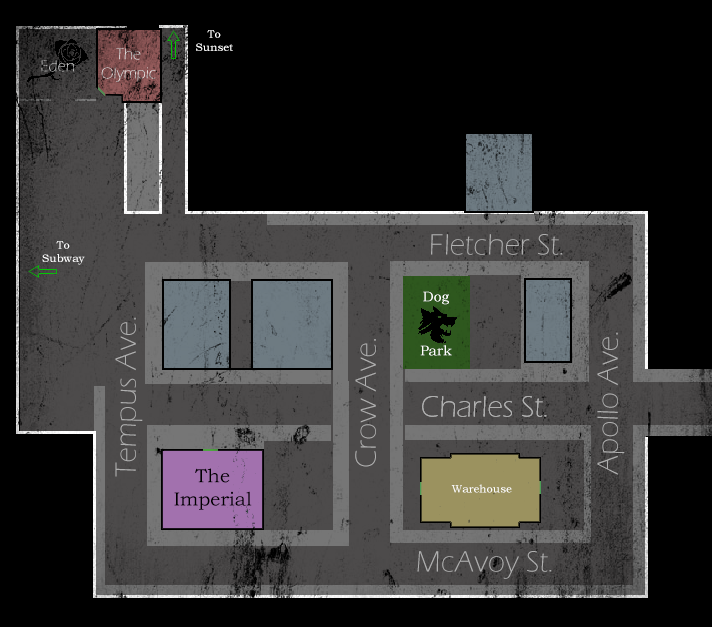 To
Sunset
Eden
The
Olympic
To
Subway
Fletcher St.
Dog
Park
Tempus Ave.
Crow Ave.
Apollo Ave.
Charles St.
The
Imperial
Warehouse
McAvoy St.